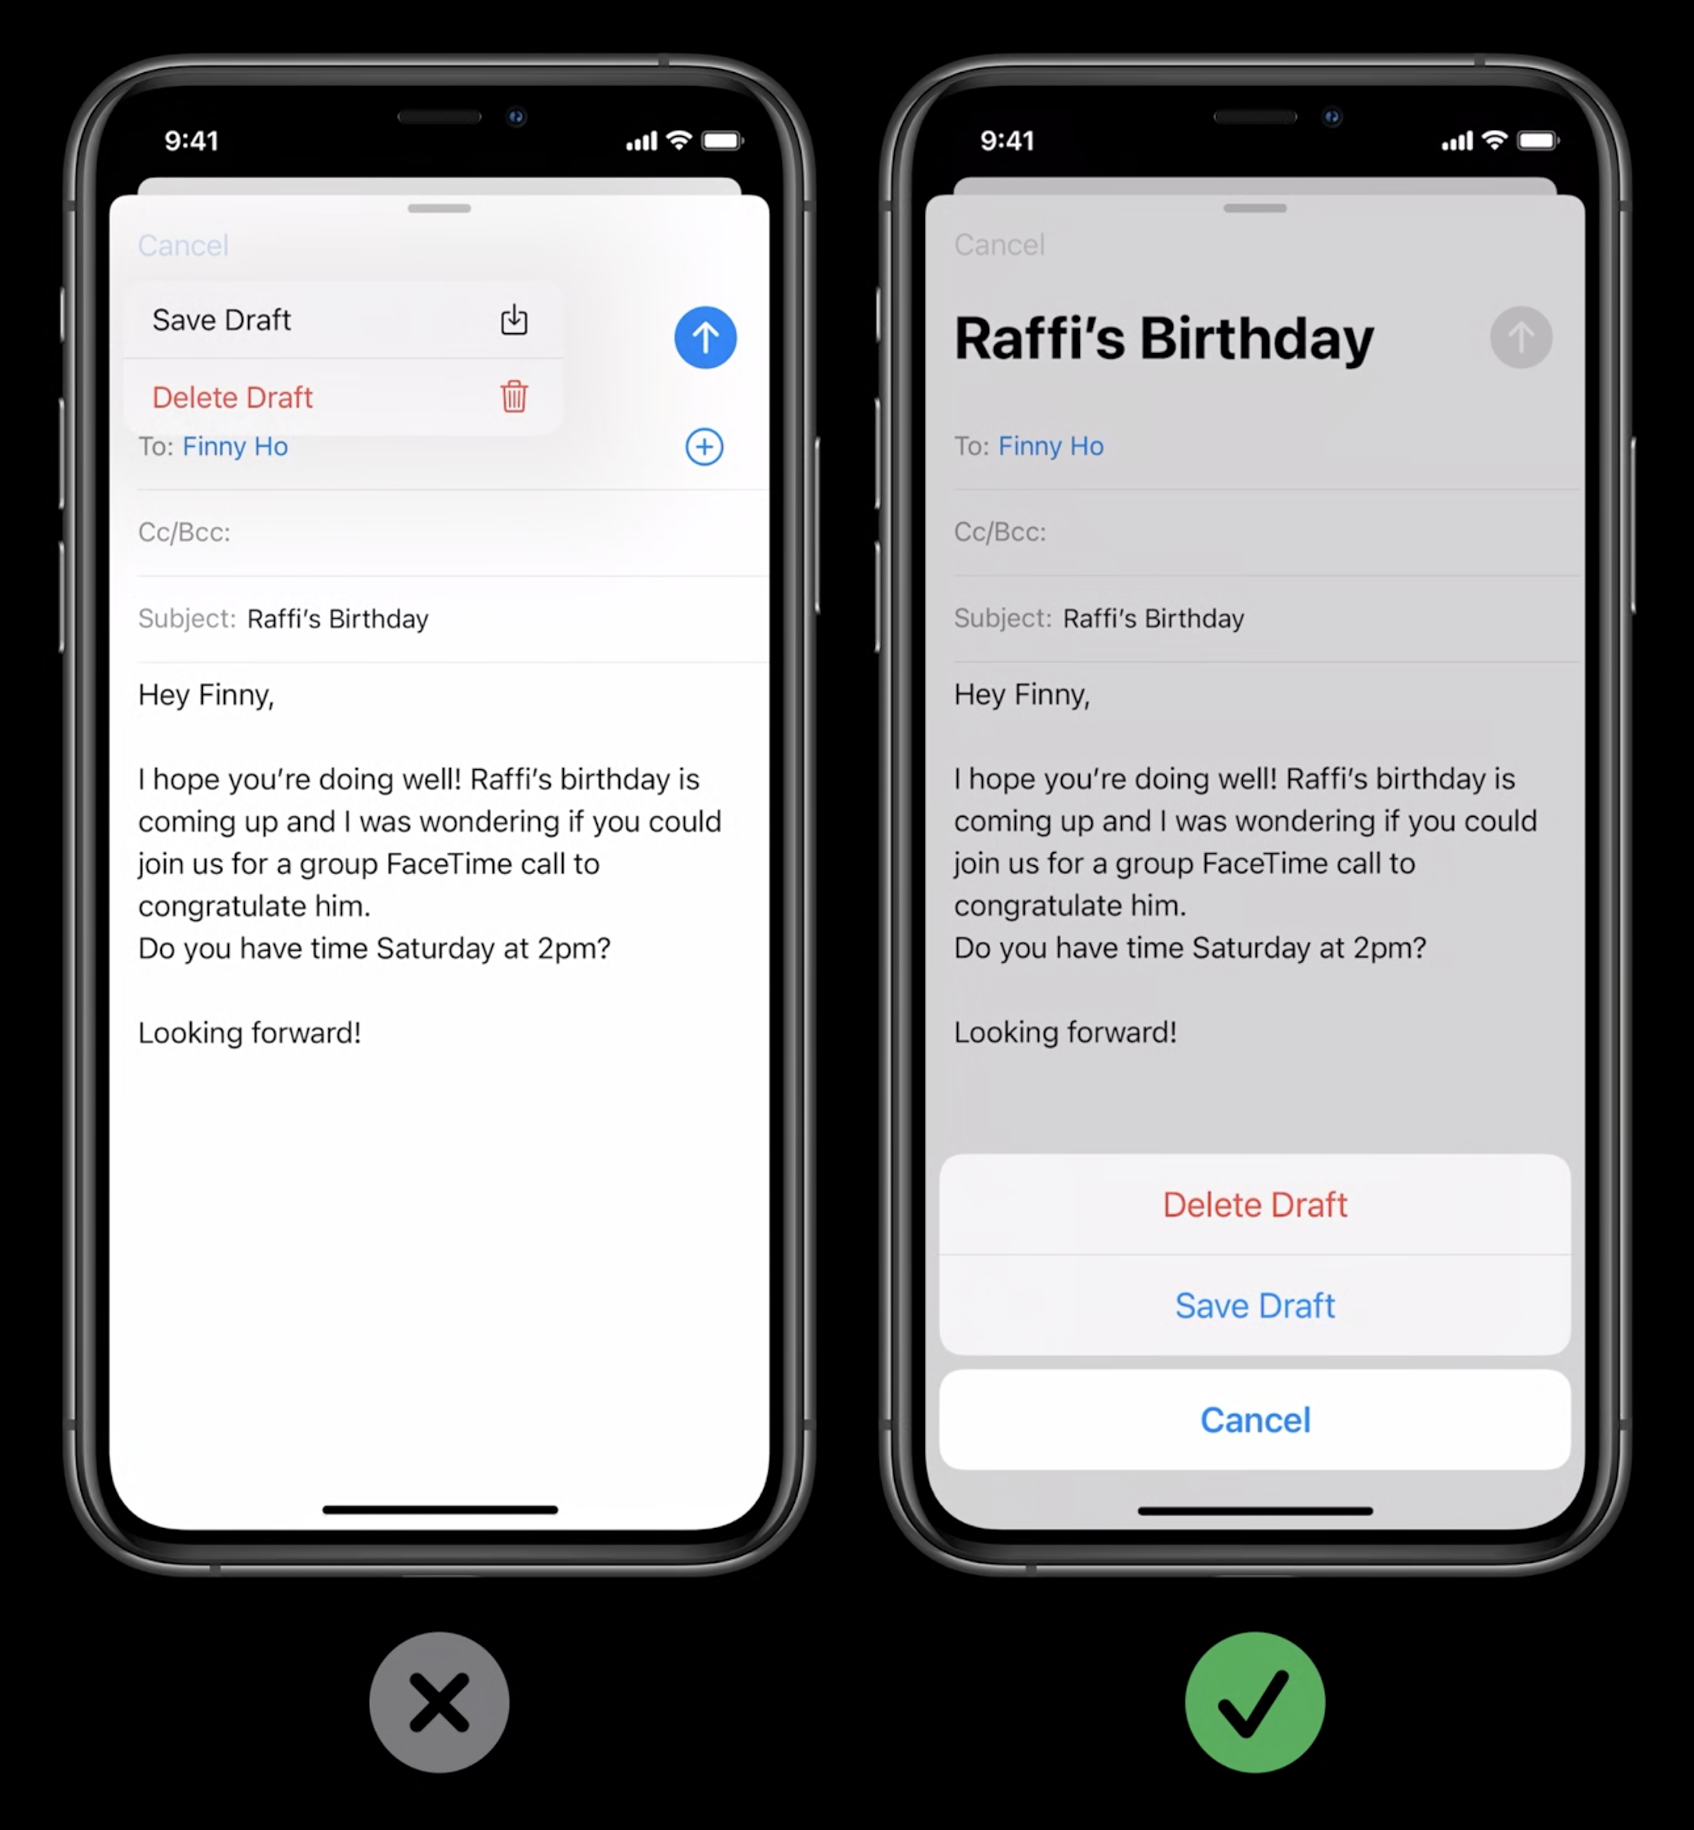 9:41
Cancel
Save Draft
Delete Draft
To: Finny Ho
Cc/Bcc:
Subject: Raffi’s Birthday
Hey Finny,
I hope you’re doing well! Raffi’s birthday is
coming up and I was wondering if you could
join us for a group FaceTime call to
congratulate him.
Do you have time Saturday at 2pm?
Looking forward!
9:41
Cancel
Raffi’s Birthday
To: Finny Ho
Cc/Bcc:
Subject: Raffi’s Birthday
Hey Finny,
I hope you’re doing well! Raffi’s birthday is
coming up and I was wondering if you could
join us for a group FaceTime call to
congratulate him.
Do you have time Saturday at 2pm?
Looking forward!
Delete Draft
Save Draft
Cancel